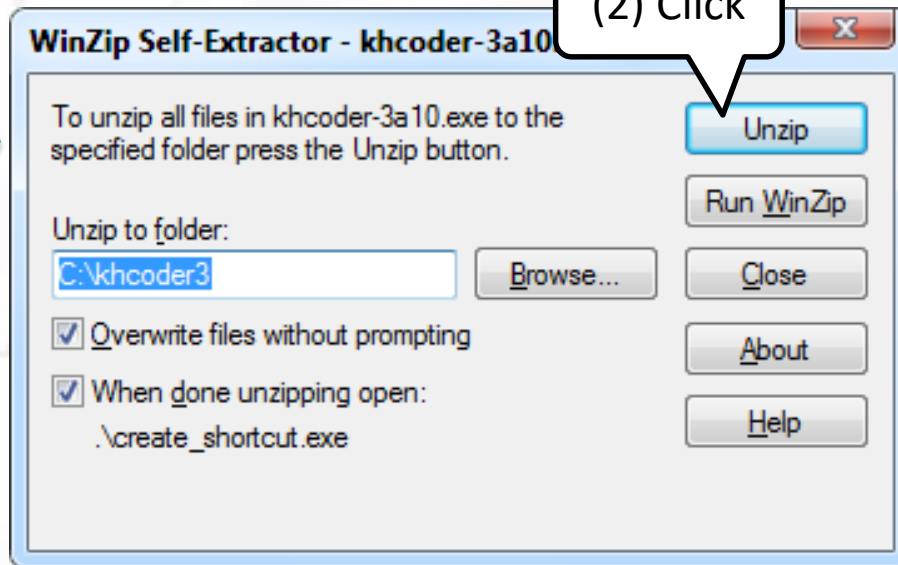 (2) Click
WinZip Self-Extractor - khcoder-3a10
To unzip all files in khcoder-3a10.exe to the
specified folder press the Unzip button.
Unzip
Run WinZip
Unzip to folder:
C:\khcoder3
Browse...
Close
Overwrite files without prompting
About
When done unzipping open:
.\create_shortcut.exe
Help